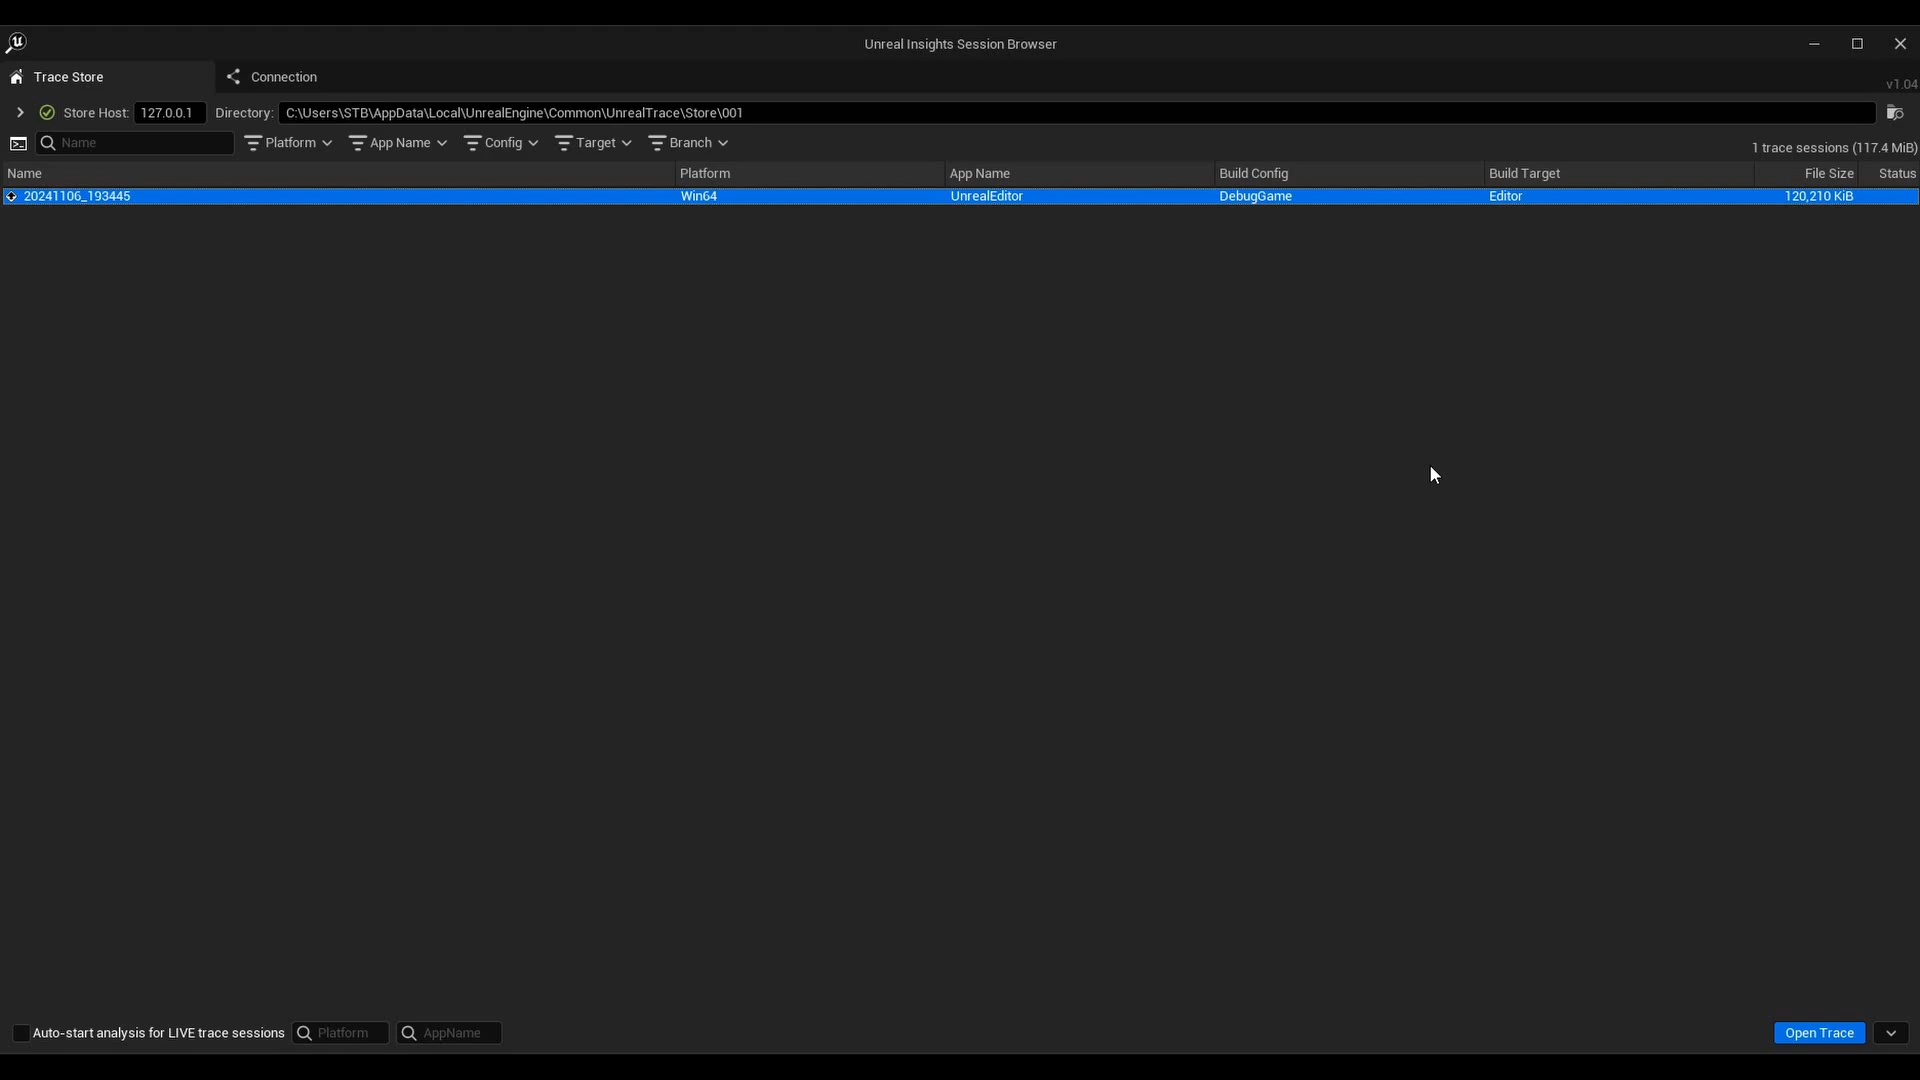 Unreal Insights Session Browser
Trace Store
Connection
v1.04
Store Host: 127.0.0.1 Directory: C:\Users\STB\AppData\Local\UnrealEngine\Common\UnrealTrace\Store\001
Name Platform App Name Config Target Branch
1 trace sessions (117.4 MiB)
Name Platform App Name Build Config Build Target File Size Status
20241106_193445 Win64 UnrealEditor DebugGame Editor 120,210 KiB
Auto-start analysis for LIVE trace sessions Platform AppName Open Trace